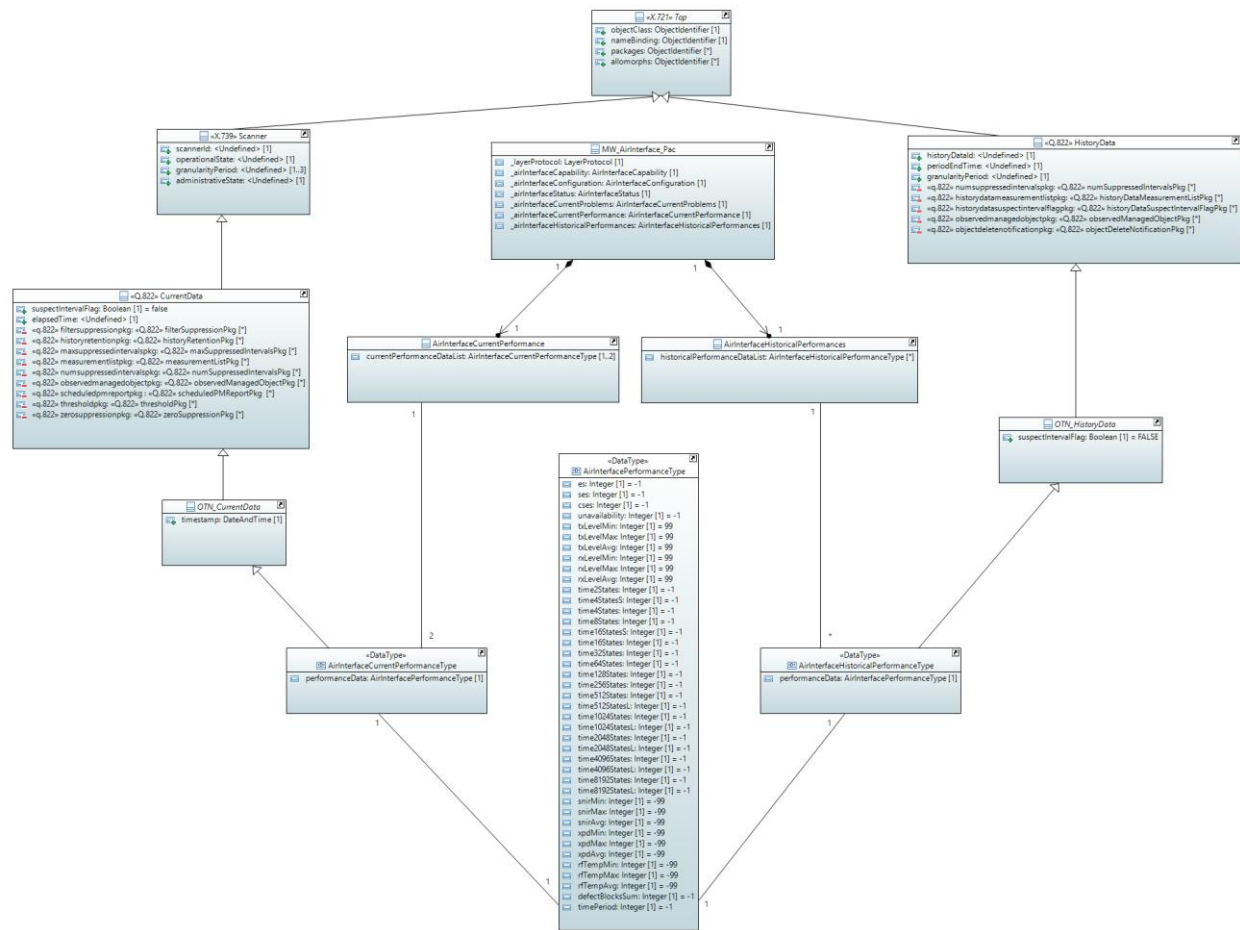 «X.721» Top
objectClass: ObjectIdentifier [1]
nameBinding: ObjectIdentifier [1]
packages: ObjectIdentifier [*]
allomorphs: ObjectIdentifier [*]
«X.739» Scanner
scannerId: <Undefined> [1]
operationalState: <Undefined> [1]
granularityPeriod: <Undefined> [1..3]
administrativeState: <Undefined> [1]
MW_AirInterface_Pac
_layerProtocol: LayerProtocol [1]
_airInterfaceCapability: AirInterfaceCapability [1]
_airInterfaceConfiguration: AirInterfaceConfiguration [1]
_airInterfaceStatus: AirInterfaceStatus [1]
_airInterfaceCurrentProblems: AirInterfaceCurrentProblems [1]
_airInterfaceCurrentPerformance: AirInterfaceCurrentPerformance [1]
_airInterfaceHistoricalPerformances: AirInterfaceHistoricalPerformances [1]
1
1
«Q.822» HistoryData
historyDataId: <Undefined> [1]
periodEndTime: <Undefined> [1]
granularityPeriod: <Undefined> [1]
«q.822» numsuppressedintervalspkg: «Q.822» numSuppressedIntervalsPkg [*]
«q.822» historydatameasurementlistpkg: «Q.822» historyDataMeasurementListPkg [*]
«q.822» historydatasuspectintervalflagpkg: «Q.822» historyDataSuspectIntervalFlagPkg [*]
«q.822» observedmanagedobjectpkg: «Q.822» observedManagedObjectPkg [*]
«q.822» objectdeletenotificationpkg: «Q.822» objectDeleteNotificationPkg [*]
«Q.822» CurrentData
suspectIntervalFlag: Boolean [1] = false
elapsedTime: <Undefined> [1]
«q.822» filtersuppressionpkg: «Q.822» filterSuppressionPkg [*]
«q.822» historyretentionpkg: «Q.822» historyRetentionPkg [*]
«q.822» maxsuppressedintervalspkg: «Q.822» maxSuppressedIntervalsPkg [*]
«q.822» measurementlistpkg: «Q.822» measurementListPkg [*]
«q.822» numsuppressedintervalspkg: «Q.822» numSuppressedIntervalsPkg [*]
«q.822» observedmanagedobjectpkg: «Q.822» observedManagedObjectPkg [*]
«q.822» scheduledpmreportpkg : «Q.822» scheduledPMReportPkg [*]
«q.822» thresholdpkg: «Q.822» thresholdPkg [*]
«q.822» zerosuppressionpkg: «Q.822» zeroSuppressionPkg [*]
1
AirInterfaceCurrentPerformance
currentPerformanceDataList: AirInterfaceCurrentPerformanceType [1..2]
1
1
AirInterfaceHistoricalPerformances
historicalPerformanceDataList: AirInterfaceHistoricalPerformanceType [*]
1
OTN_HistoryData
suspectIntervalFlag: Boolean [1] = FALSE
OTN_CurrentData
timestamp: DateAndTime [1]
«DataType»
AirInterfacePerformanceType
es: Integer [1] = -1
ses: Integer [1] = -1
cses: Integer [1] = -1
unavailability: Integer [1] = -1
txLevelMin: Integer [1] = 99
txLevelMax: Integer [1] = 99
txLevelAvg: Integer [1] = 99
rxLevelMin: Integer [1] = 99
rxLevelMax: Integer [1] = 99
rxLevelAvg: Integer [1] = 99
time2States: Integer [1] = -1
time4StatesS: Integer [1] = -1
time4States: Integer [1] = -1
time8States: Integer [1] = -1
time16StatesS: Integer [1] = -1
time16States: Integer [1] = -1
time32States: Integer [1] = -1
time64States: Integer [1] = -1
time128States: Integer [1] = -1
time256States: Integer [1] = -1
time512States: Integer [1] = -1
time512StatesL: Integer [1] = -1
time1024States: Integer [1] = -1
time1024StatesL: Integer [1] = -1
time2048States: Integer [1] = -1
time2048StatesL: Integer [1] = -1
time4096States: Integer [1] = -1
time4096StatesL: Integer [1] = -1
time8192States: Integer [1] = -1
time8192StatesL: Integer [1] = -1
snirMin: Integer [1] = -99
snirMax: Integer [1] = -99
snirAvg: Integer [1] = -99
xpdMin: Integer [1] = -99
xpdMax: Integer [1] = -99
xpdAvg: Integer [1] = -99
rfTempMin: Integer [1] = -99
rfTempMax: Integer [1] = -99
rfTempAvg: Integer [1] = -99
defectBlocksSum: Integer [1] = -1
timePeriod: Integer [1] = -1
2
«DataType»
AirInterfaceCurrentPerformanceType
performanceData: AirInterfacePerformanceType [1]
1
*
«DataType»
AirInterfaceHistoricalPerformanceType
performanceData: AirInterfacePerformanceType [1]
1
1
1